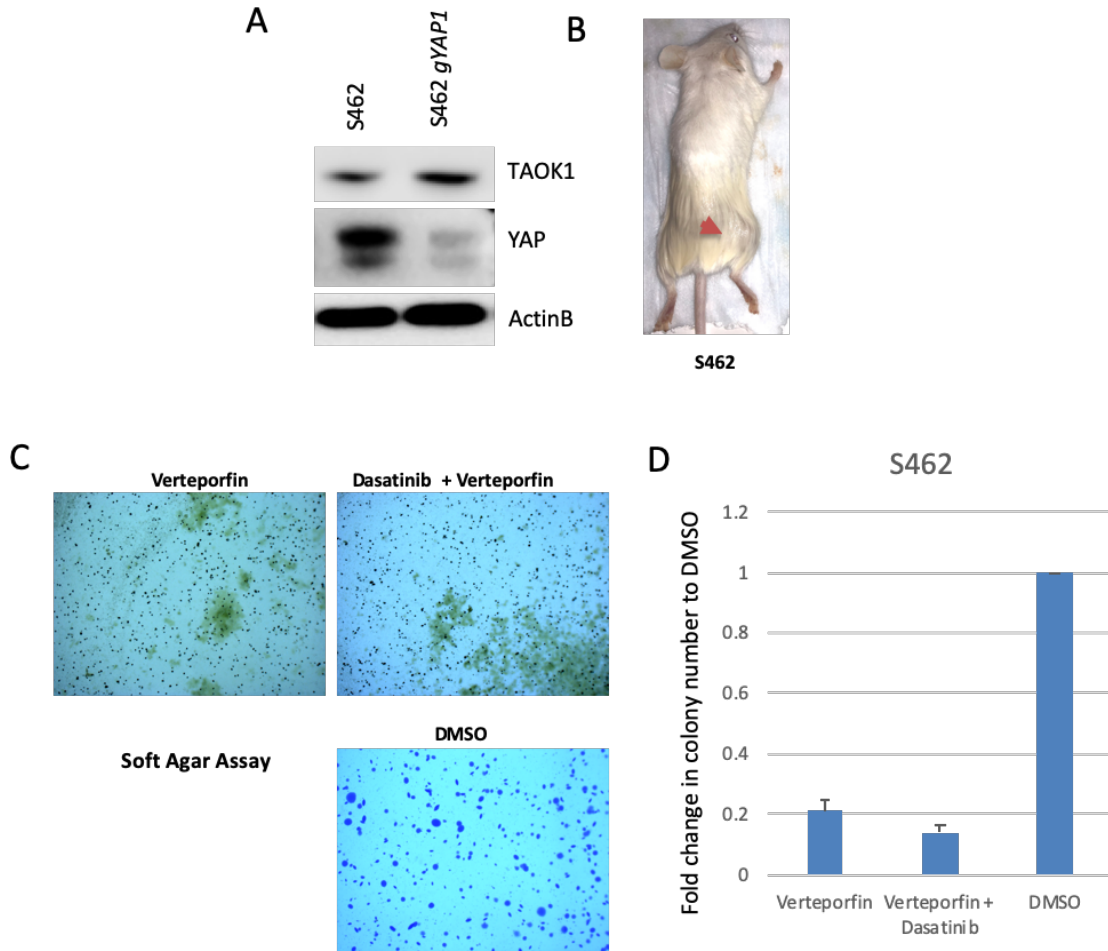 A
B
S462
S462 gYAP1
TAOK1
YAP
ActinB
S462
C
Verteporfin
Dasatinib + Verteporfin
DMSO
Soft Agar Assay
D
S462
Fold change in colony number to DMSO
1.2
1
0.8
0.6
0.4
0.2
0
Verteporfin
Verteporfin +
Dasatinib
DMSO